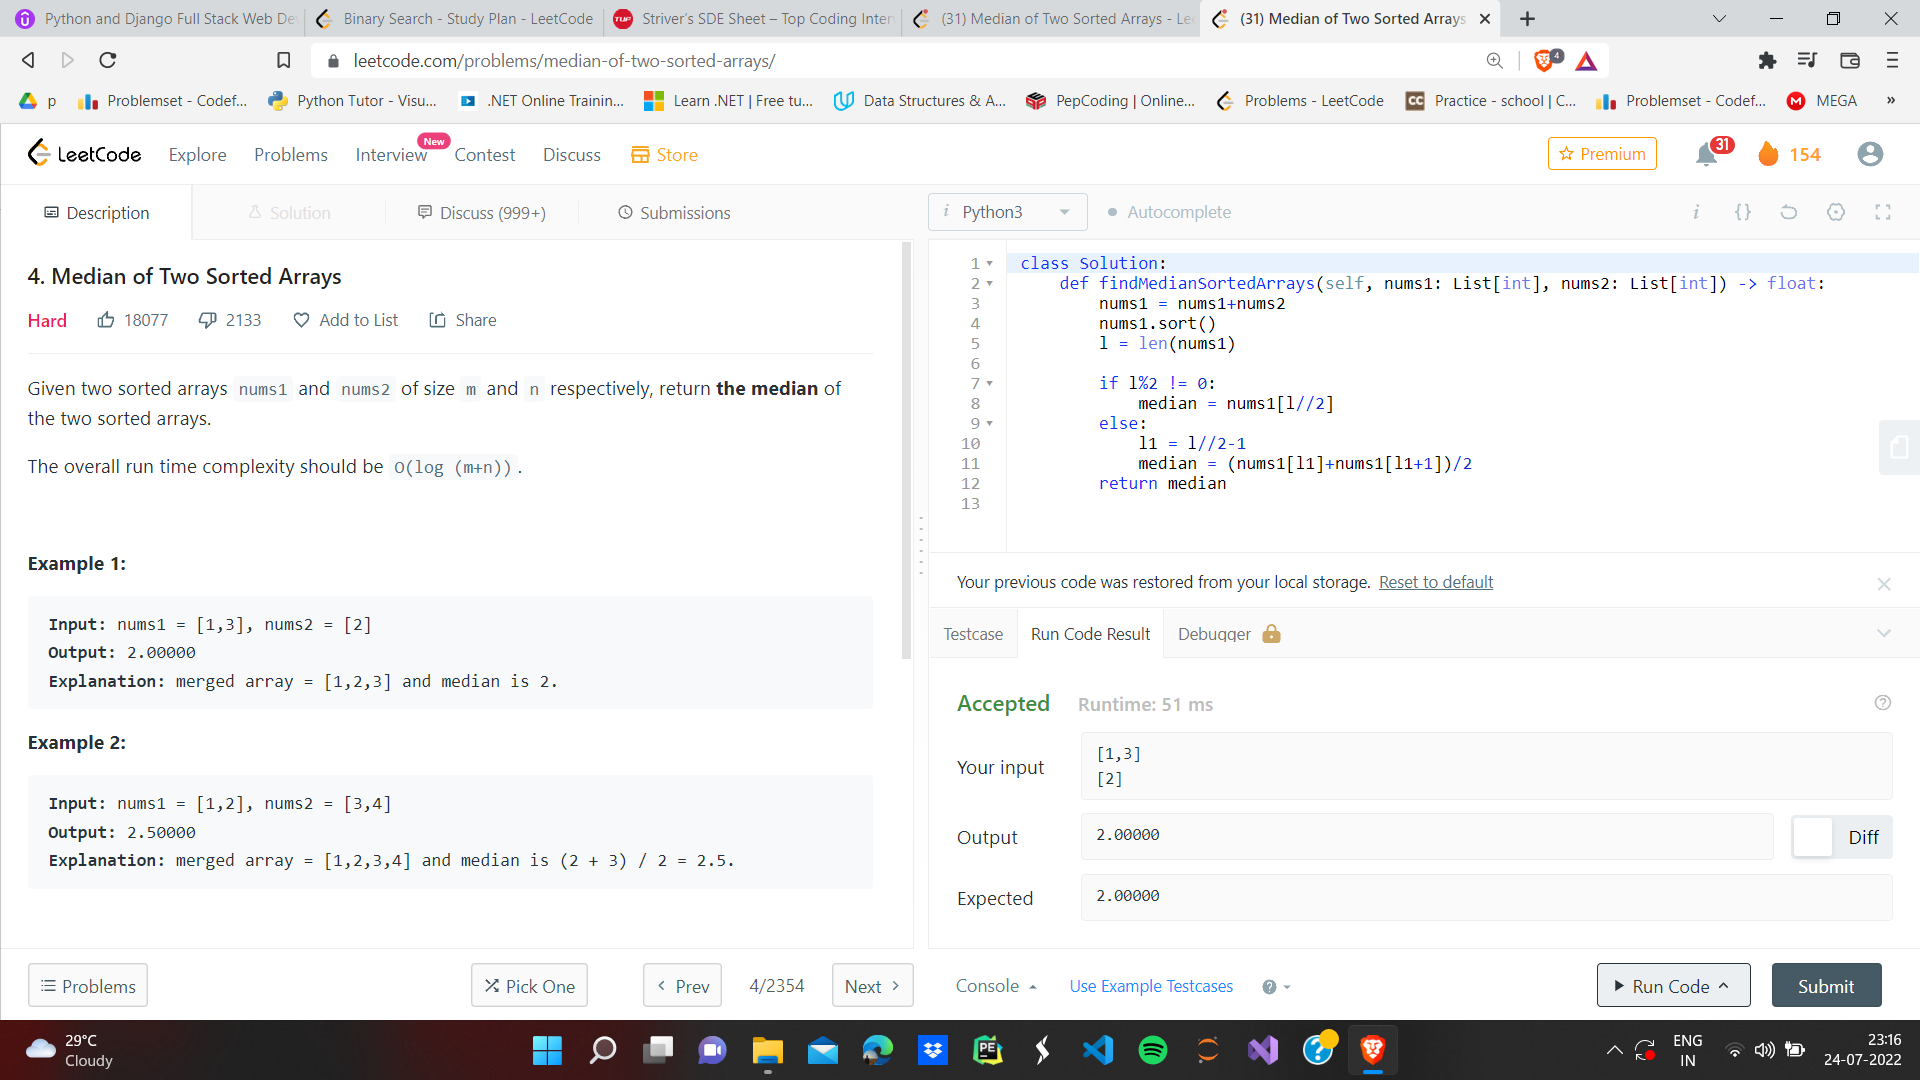 Python and Django Full Stack Web De
Binary Search - Study Plan - LeetCode
TUF Striver's SDE Sheet – Top Coding Inter
(31) Median of Two Sorted Arrays - Le
(31) Median of Two Sorted Arrays
leetcode.com/problems/median-of-two-sorted-arrays/
4
p
Problemset - Codef...
Python Tutor - Visu...
.NET Online Trainin...
Learn .NET | Free tu...
Data Structures & A...
PepCoding | Online...
Problems - LeetCode
CC Practice - school | C...
Problemset - Codef...
M MEGA
»
LeetCode
Explore
Problems
Interview
New
Contest
Discuss
Store
Premium
31
154
Description
Solution
Discuss (999+)
Submissions
i Python3
Autocomplete
i {}
4. Median of Two Sorted Arrays
Hard 18077 2133 Add to List Share
Given two sorted arrays nums1 and nums2 of size m and n respectively, return the median of
the two sorted arrays.
The overall run time complexity should be O(log (m+n)).
Example 1:
Input: nums1 = [1,3], nums2 = [2]
Output: 2.00000
Explanation: merged array = [1,2,3] and median is 2.
Example 2:
Input: nums1 = [1,2], nums2 = [3,4]
Output: 2.50000
Explanation: merged array = [1,2,3,4] and median is (2 + 3) / 2 = 2.5.
1 class Solution:
2     def findMedianSortedArrays(self, nums1: List[int], nums2: List[int]) -> float:
3         nums1 = nums1+nums2
4         nums1.sort()
5         l = len(nums1)
6
7         if l%2 != 0:
8             median = nums1[l//2]
9         else:
10             l1 = l//2-1
11             median = (nums1[l1]+nums1[l1+1])/2
12         return median
13
Your previous code was restored from your local storage. Reset to default
Testcase
Run Code Result
Debugger
Accepted Runtime: 51 ms
Your input
[1,3]
[2]
Output
2.00000
Diff
Expected
2.00000
Problems
Pick One
Prev
4/2354
Next
Console
Use Example Testcases
Run Code
Submit
29°C
Cloudy
PE
ENG
IN
23:16
24-07-2022